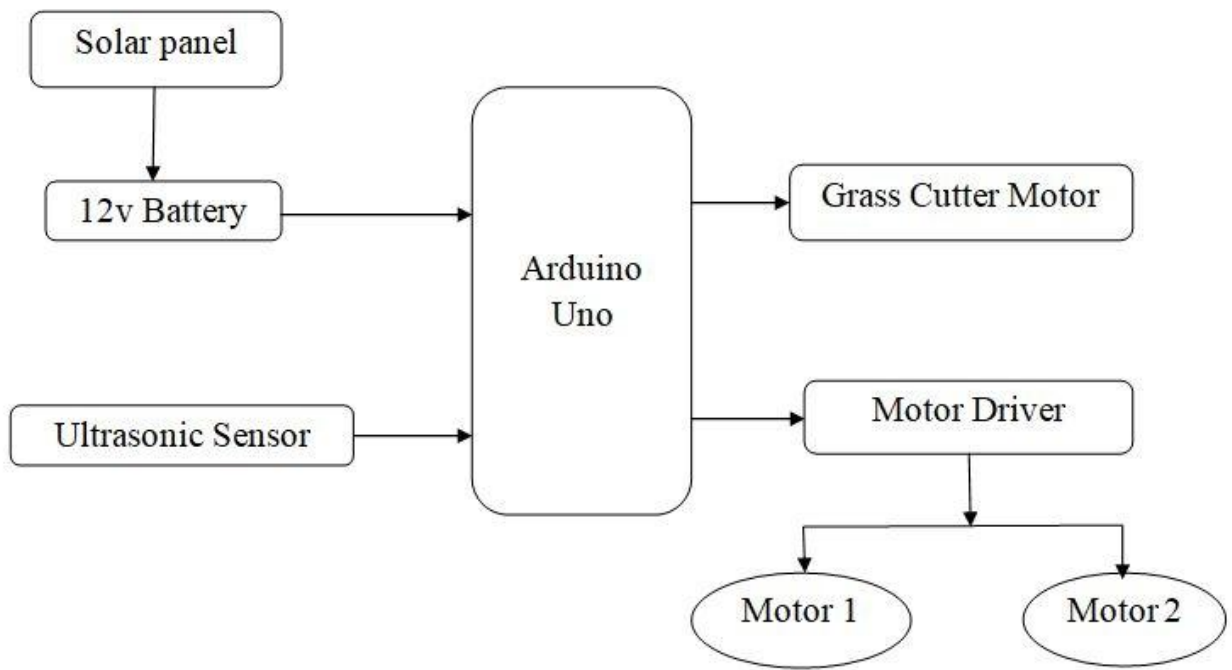 Solar panel
12v Battery
Grass Cutter Motor
Arduino
Uno
Motor Driver
Ultrasonic Sensor
Motor 1
Motor 2